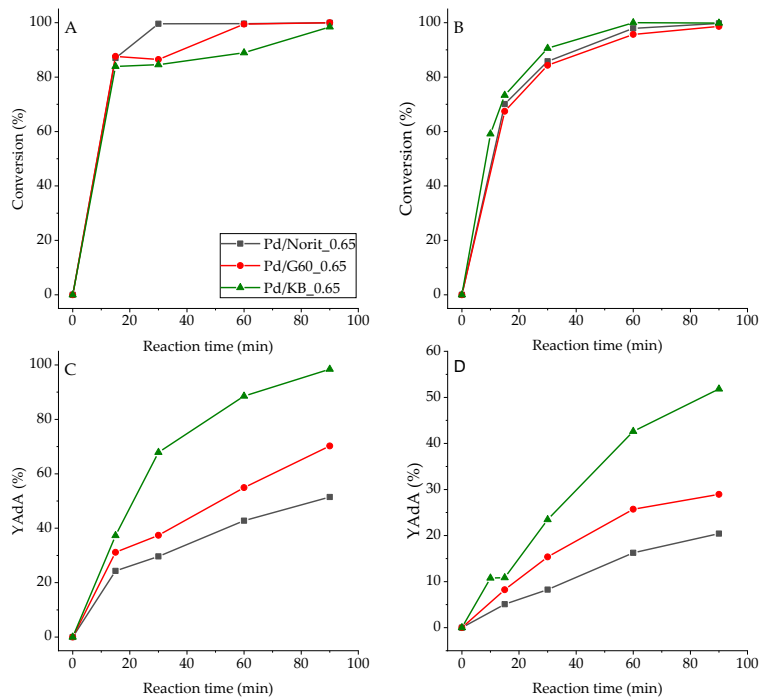 A
Conversion (%)
100
80
60
40
20
0
0 20 40 60 80 100
Reaction time (min)
Pd/Norit_0.65
Pd/G60_0.65
Pd/KB_0.65
B
Conversion (%)
100
80
60
40
20
0
0 20 40 60 80 100
Reaction time (min)
C
YAdA (%)
100
80
60
40
20
0
0 20 40 60 80 100
Reaction time (min)
D
YAdA (%)
60
50
40
30
20
10
0
0 20 40 60 80 100
Reaction time (min)